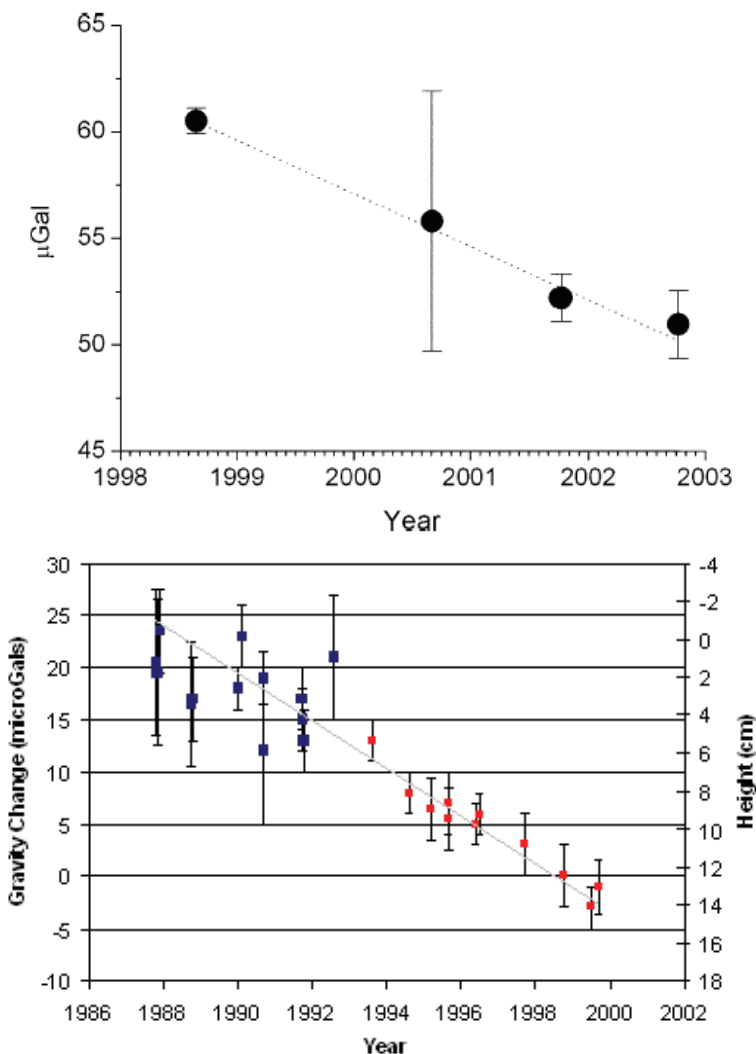 65
60
μGal
55
50
45
1998 1999 2000 2001 2002 2003
Year
30 -4
25 -2
0
20 2
15 4
6
10 8
5 10
0 12
14
-5 16
-10 18
Gravity Change (microGals)
Height (cm)
1986 1988 1990 1992 1994 1996 1998 2000 2002
Year